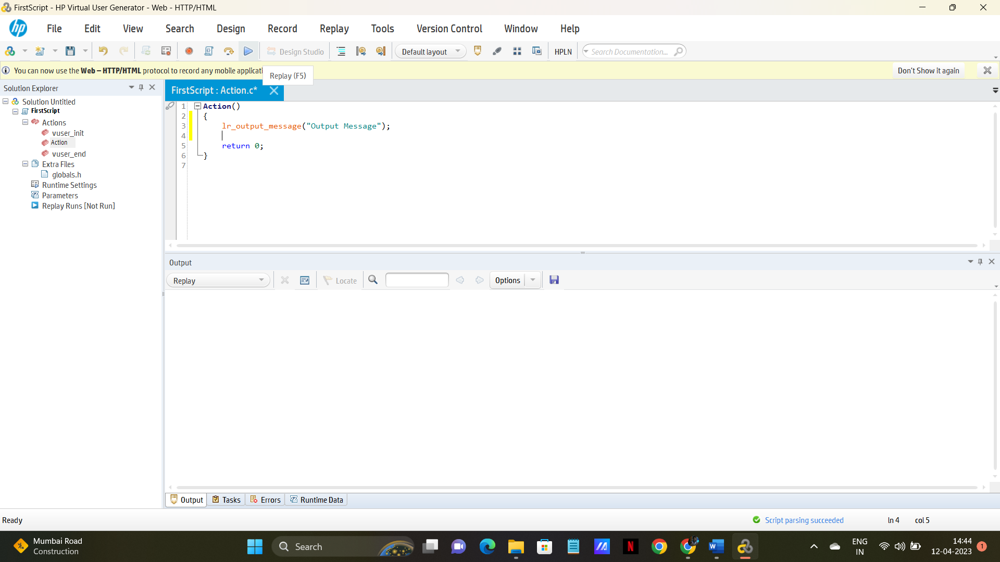 FirstScript - HP Virtual User Generator - Web - HTTP/HTML
hp File Edit View Search Design Record Replay Tools Version Control Window Help
Design Studio Default layout HPLN Search Documentation...
You can now use the Web – HTTP/HTML protocol to record any mobile applicati Don't Show it again
Replay (F5)
Solution Explorer
Solution Untitled
FirstScript
Actions
vuser_init
Action
vuser_end
Extra Files
globals.h
Runtime Settings
Parameters
Replay Runs [Not Run]
FirstScript : Action.c*
1 Action()
2 {
3 lr_output_message("Output Message");
4
5 return 0;
6 }
7
Output
Replay Locate Options
Output Tasks Errors Runtime Data
Ready Script parsing succeeded ln 4 col 5
Mumbai Road
Construction
Search
ENG
IN
14:44
12-04-2023
1